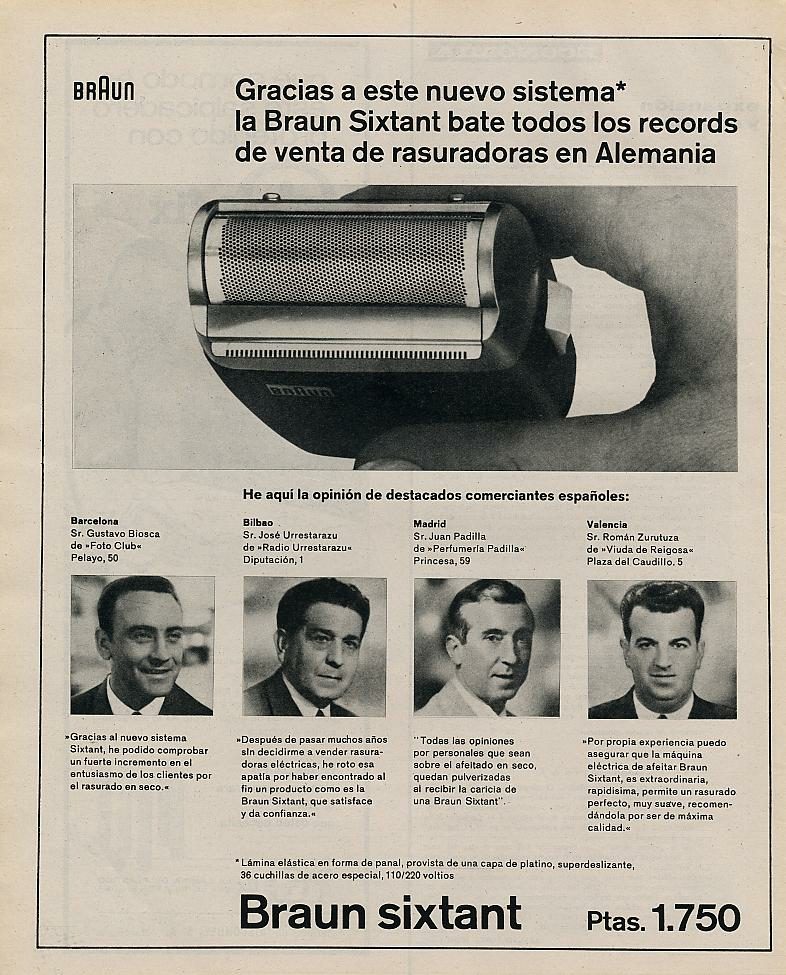 BRAUN
Gracias a este nuevo sistema*
la Braun Sixtant bate todos los records
de venta de rasuradoras en Alemania
BRAUN
He aquí la opinión de destacados comerciantes españoles:
Barcelona
Sr. Gustavo Biosca
de »Foto Club«
Pelayo, 50
»Gracias al nuevo sistema
Sixtant, he podido comprobar
un fuerte incremento en el
entusiasmo de los clientes por
el rasurado en seco.«
Bilbao
Sr. José Urrestarazu
de »Radio Urrestarazu«
Diputación, 1
»Después de pasar muchos años
sin decidirme a vender rasura-
doras eléctricas, he roto esa
apatía por haber encontrado al
fin un producto como es la
Braun Sixtant, que satisface
y da confianza.«
Madrid
Sr. Juan Padilla
de »Perfumería Padilla«
Princesa, 59
"Todas las opiniones
por personales que sean
sobre el afeitado en seco,
quedan pulverizadas
al recibir la caricia de
una Braun Sixtant".
Valencia
Sr. Román Zurutuza
de »Viuda de Reigosa«
Plaza del Caudillo, 5
»Por propia experiencia puedo
asegurar que la máquina
eléctrica de afeitar Braun
Sixtant, es extraordinaria,
rapidísima, permite un rasurado
perfecto, muy suave, recomen-
dándola por ser de máxima
calidad.«
* Lámina elástica en forma de panal, provista de una capa de platino, superdeslizante,
36 cuchillas de acero especial, 110/220 voltios
Braun sixtant
Ptas. 1.750